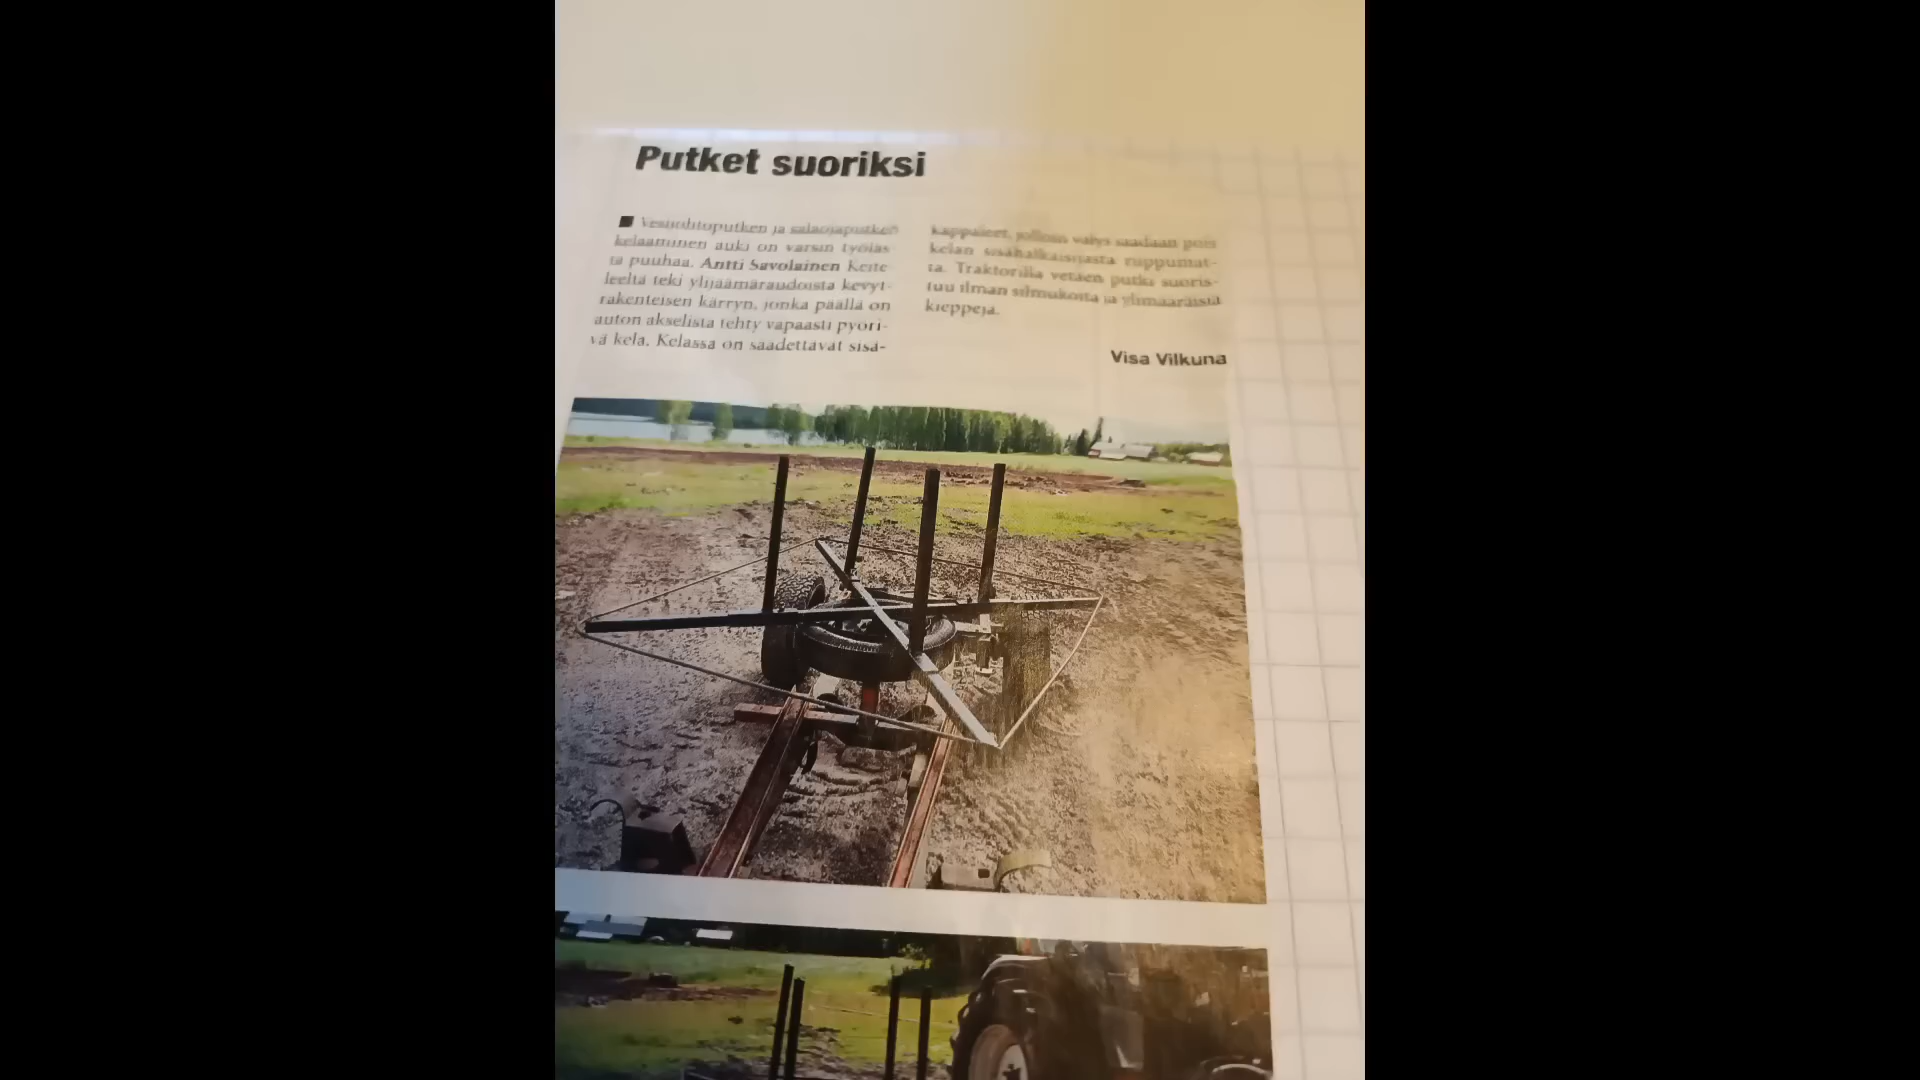 Putket suoriksi
Vesijohtoputken ja salaojaputken
kelaaminen auki on varsin työläs-
tä puuhaa. Antti Savolainen Keite-
leeltä teki ylijäämäraudoista kevyt-
rakenteisen kärryn, jonka päällä on
auton akselista tehty vapaasti pyöri-
vä kela. Kelassa on säädettävät sisä-
kappaleet, jolloin välys saadaan pois
kelan sisähalkaisijasta riippumat-
ta. Traktorilla vetäen putki suoris-
tuu ilman silmukoita ja ylimääräisiä
kieppejä.
Visa Vilkuna